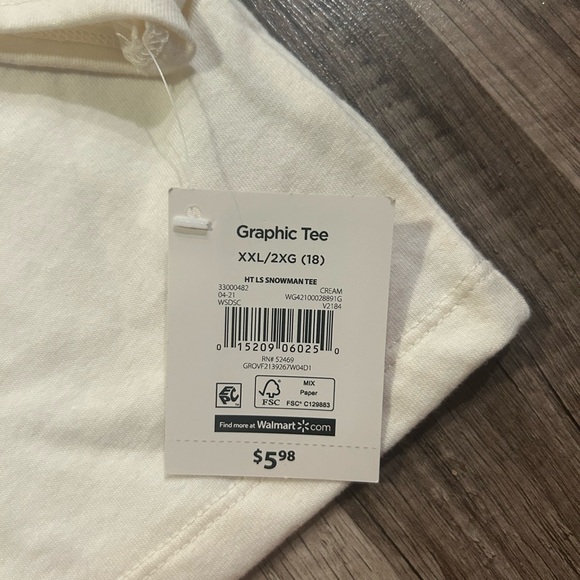 Graphic Tee
XXL/2XG (18)
HT LS SNOWMAN TEE
33000482 CREAM
04-21 WG42100028891G
WSDSC V2184
0 15209 06025 0
RN# 52469
GROVF2139267W04D1
FSC
MIX
Paper
FSC® C129883
Find more at Walmart.com
$5.98